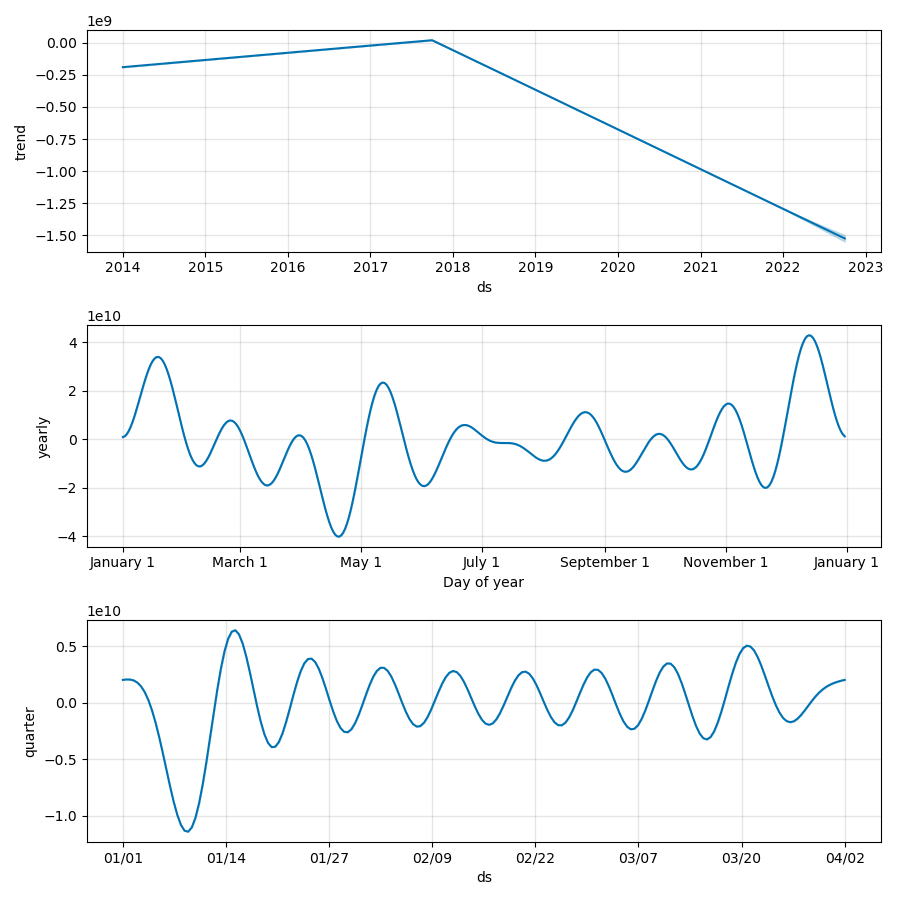 1e9
0.00
−0.25
−0.50
−0.75
−1.00
−1.25
−1.50
trend
2014 2015 2016 2017 2018 2019 2020 2021 2022 2023
ds
1e10
4
2
0
−2
−4
yearly
January 1 March 1 May 1 July 1 September 1 November 1 January 1
Day of year
1e10
0.5
0.0
−0.5
−1.0
quarter
01/01 01/14 01/27 02/09 02/22 03/07 03/20 04/02
ds